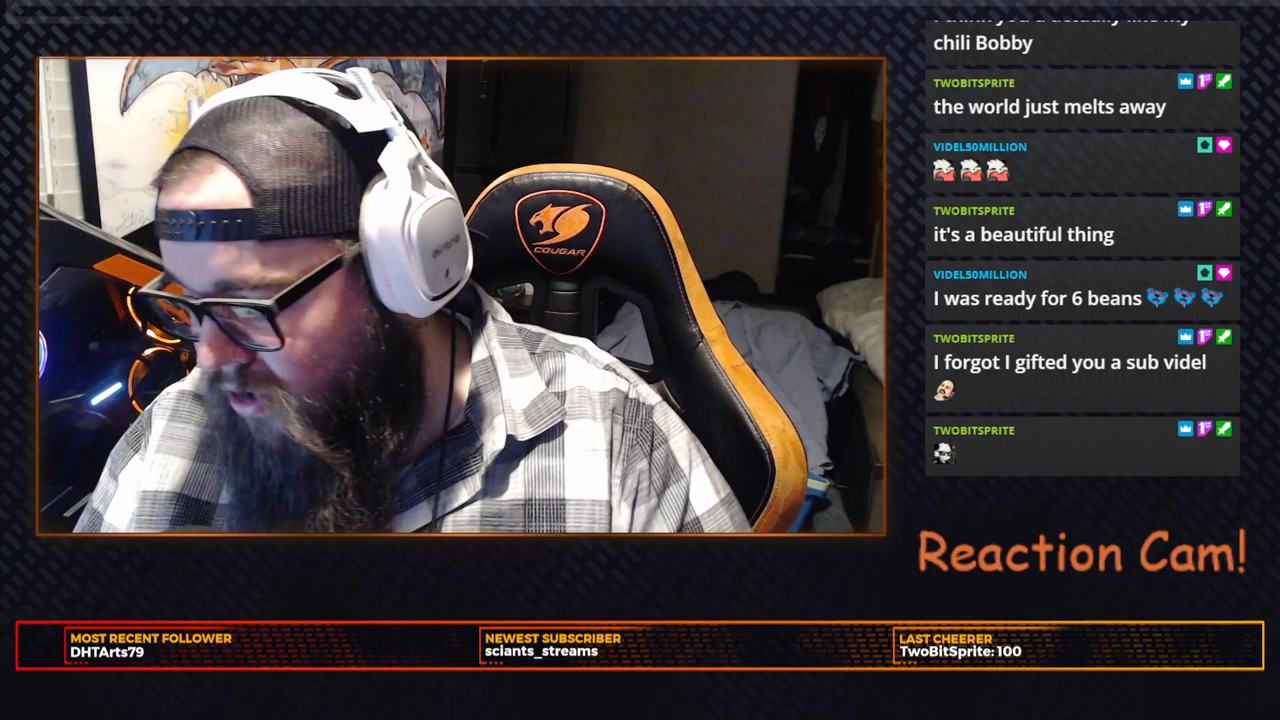 chili Bobby
TWOBITSPRITE
the world just melts away
VIDEL50MILLION
TWOBITSPRITE
it's a beautiful thing
VIDEL50MILLION
I was ready for 6 beans
TWOBITSPRITE
I forgot I gifted you a sub videl
TWOBITSPRITE
COUGAR
Reaction Cam!
MOST RECENT FOLLOWER
DHTArts79
NEWEST SUBSCRIBER
sciants_streams
LAST CHEERER
TwoBitSprite: 100